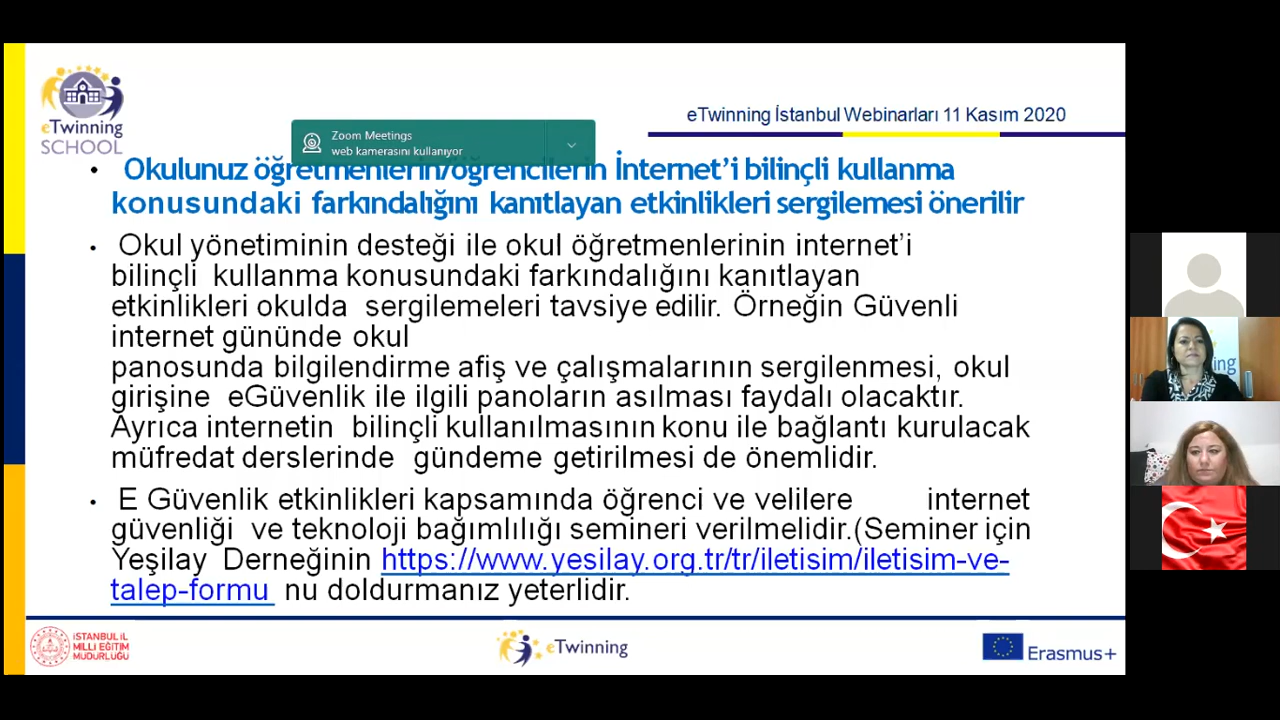 eTwinning
SCHOOL
eTwinning İstanbul Webinarları 11 Kasım 2020
Zoom Meetings
web kamerasını kullanıyor
• Okulunuz öğretmenlerin/öğrencilerin İnternet’i bilinçli kullanma
konusundaki farkındalığını kanıtlayan etkinlikleri sergilemesi önerilir
• Okul yönetiminin desteği ile okul öğretmenlerinin internet’i
bilinçli kullanma konusundaki farkındalığını kanıtlayan
etkinlikleri okulda sergilemeleri tavsiye edilir. Örneğin Güvenli
internet gününde okul
panosunda bilgilendirme afiş ve çalışmalarının sergilenmesi, okul
girişine eGüvenlik ile ilgili panoların asılması faydalı olacaktır.
Ayrıca internetin bilinçli kullanılmasının konu ile bağlantı kurulacak
müfredat derslerinde gündeme getirilmesi de önemlidir.
• E Güvenlik etkinlikleri kapsamında öğrenci ve velilere internet
güvenliği ve teknoloji bağımlılığı semineri verilmelidir.(Seminer için
Yeşilay Derneğinin https://www.yesilay.org.tr/tr/iletisim/iletisim-ve-
talep-formu nu doldurmanız yeterlidir.
İSTANBUL İL
MİLLİ EĞİTİM
MÜDÜRLÜĞÜ
eTwinning
Erasmus+